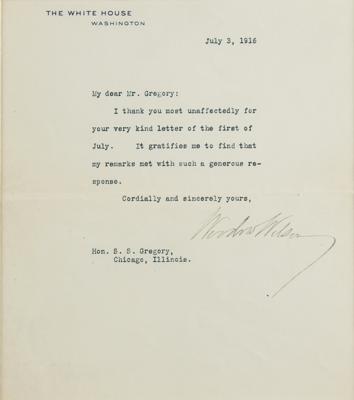 THE WHITE HOUSE
WASHINGTON
July 3, 1916
My dear Mr. Gregory:
I thank you most unaffectedly for
your very kind letter of the first of
July. It gratifies me to find that
my remarks met with such a generous re-
sponse.
Cordially and sincerely yours,
Woodrow Wilson
Hon. S. S. Gregory,
Chicago, Illinois.